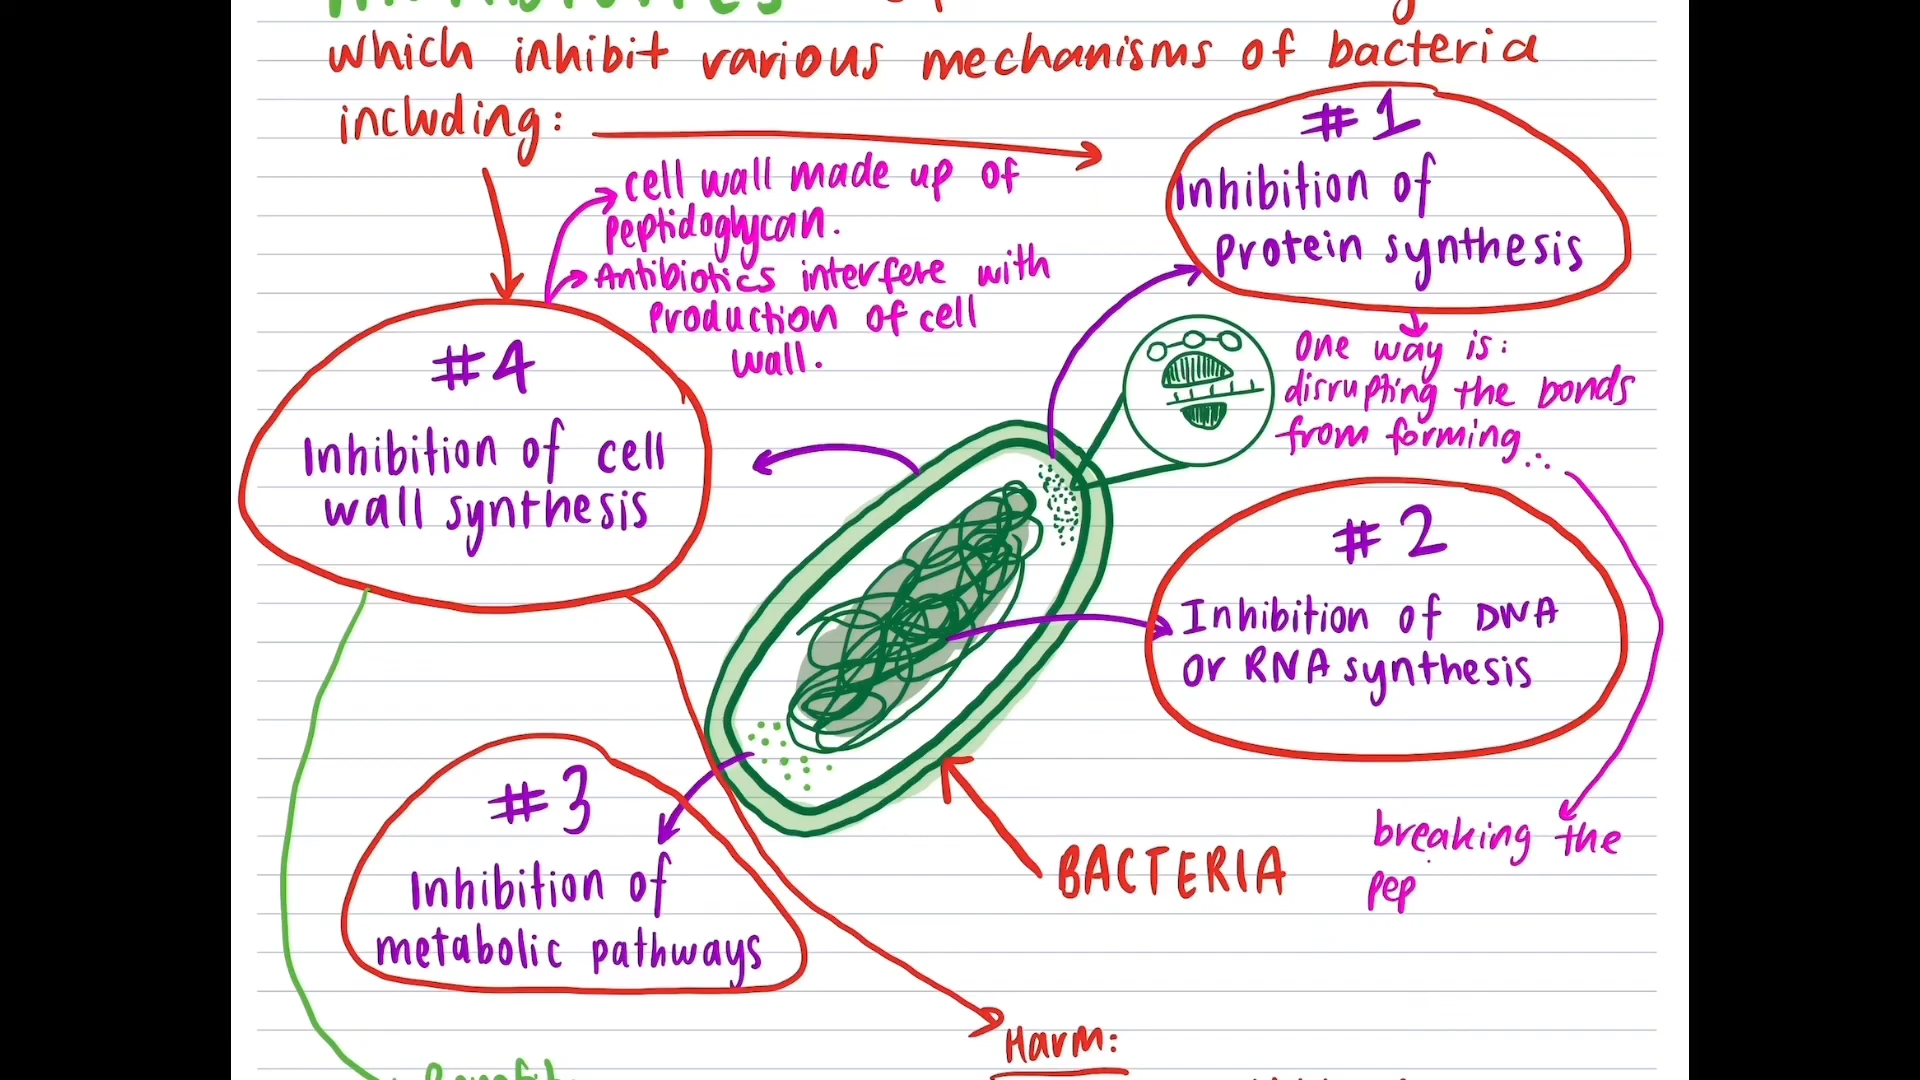 which inhibit various mechanisms of bacteria
including:
cell wall made up of
peptidoglycan.
Antibiotics interfere with
production of cell
wall.
#1
Inhibition of
protein synthesis
One way is:
disrupting the bonds
from forming...
#4
Inhibition of cell
wall synthesis
#2
Inhibition of DNA
or RNA synthesis
#3
Inhibition of
metabolic pathways
BACTERIA
breaking the
pep
Harm: